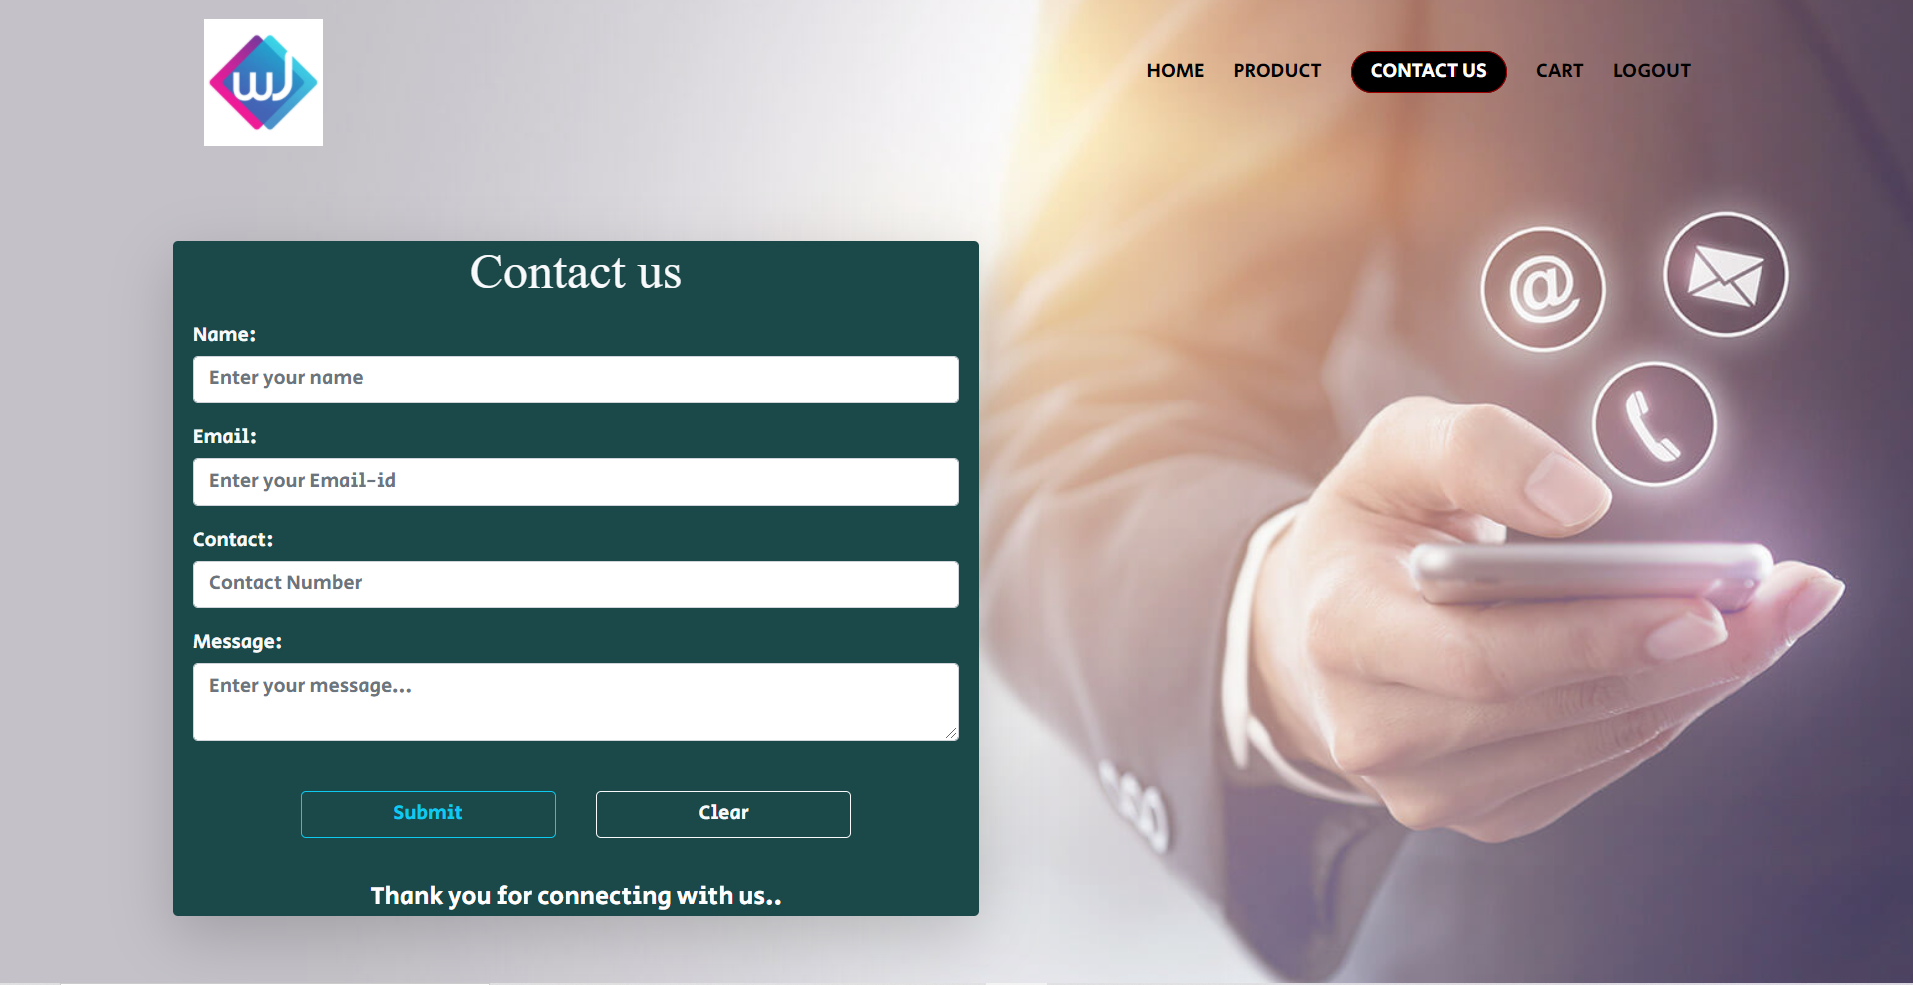 WJ
HOME PRODUCT CONTACT US CART LOGOUT
Contact us
Name:
Enter your name
Email:
Enter your Email-id
Contact:
Contact Number
Message:
Enter your message...
Submit Clear
Thank you for connecting with us..
@